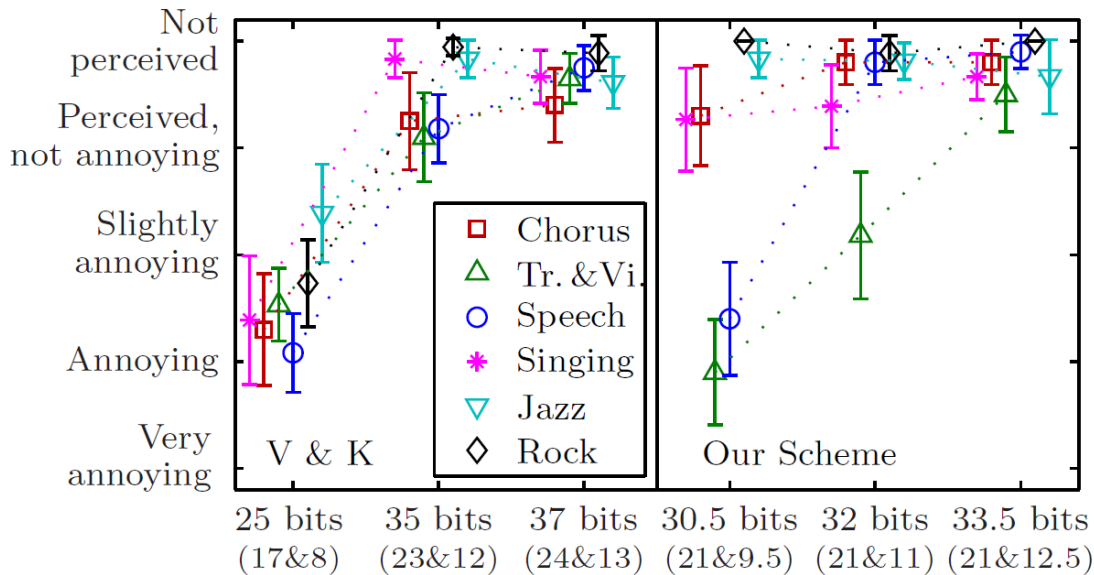 Not
perceived
Perceived,
not annoying
Slightly
annoying
Annoying
Very
annoying
Chorus
Tr. &Vi.
Speech
Singing
Jazz
Rock
V & K
Our Scheme
25 bits
(17&8)
35 bits
(23&12)
37 bits
(24&13)
30.5 bits
(21&9.5)
32 bits
(21&11)
33.5 bits
(21&12.5)